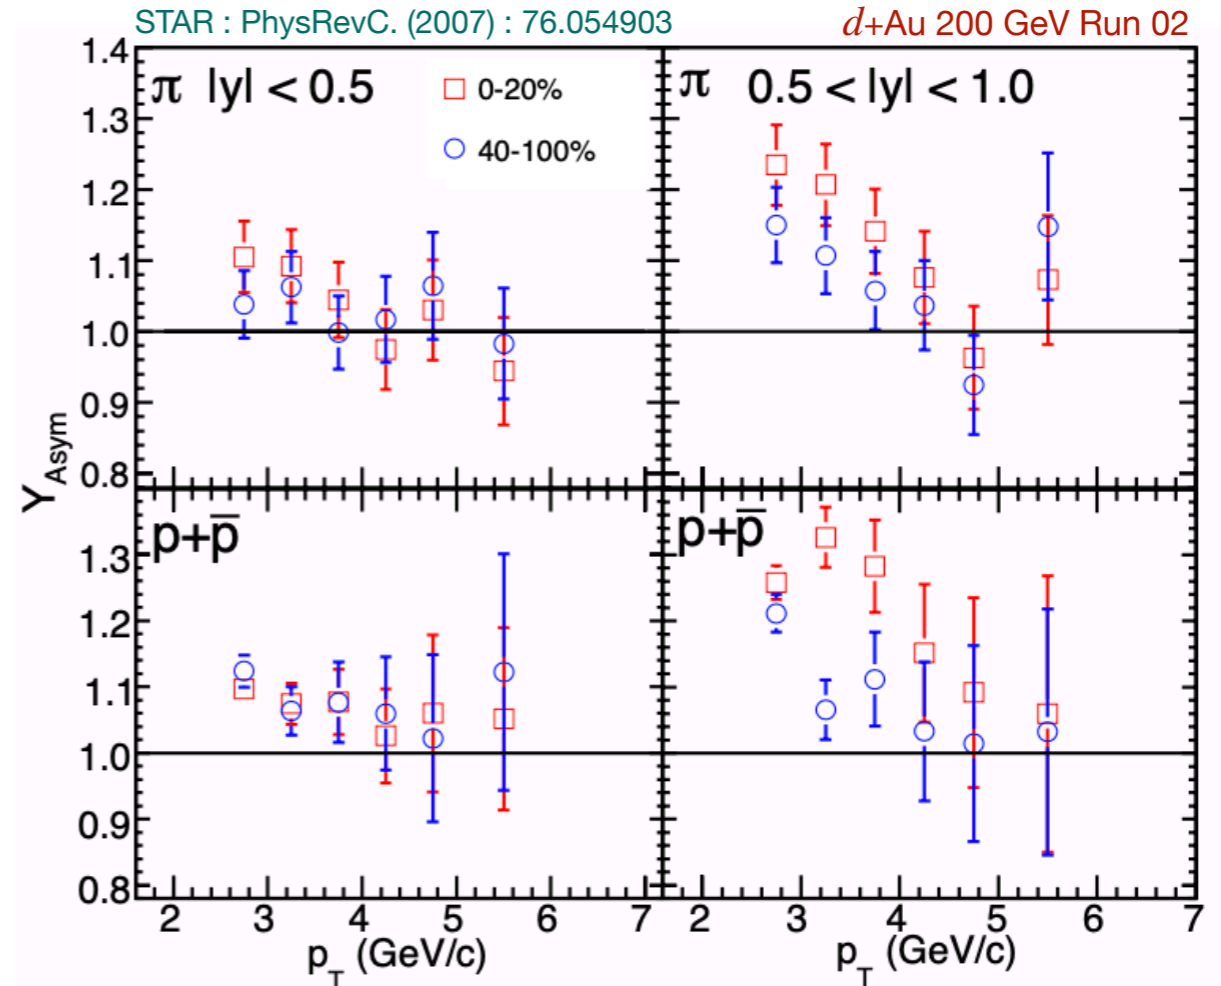 STAR : PhysRevC. (2007) : 76.054903
d+Au 200 GeV Run 02
π |y| < 0.5
0-20%
40-100%
π 0.5 < |y| < 1.0
1.4
1.3
1.2
1.1
1.0
0.9
0.8
Y_Asym
p+p̄
p+p̄
1.3
1.2
1.1
1.0
0.9
0.8
2 3 4 5 6 7
2 3 4 5 6 7
p_T (GeV/c)
p_T (GeV/c)